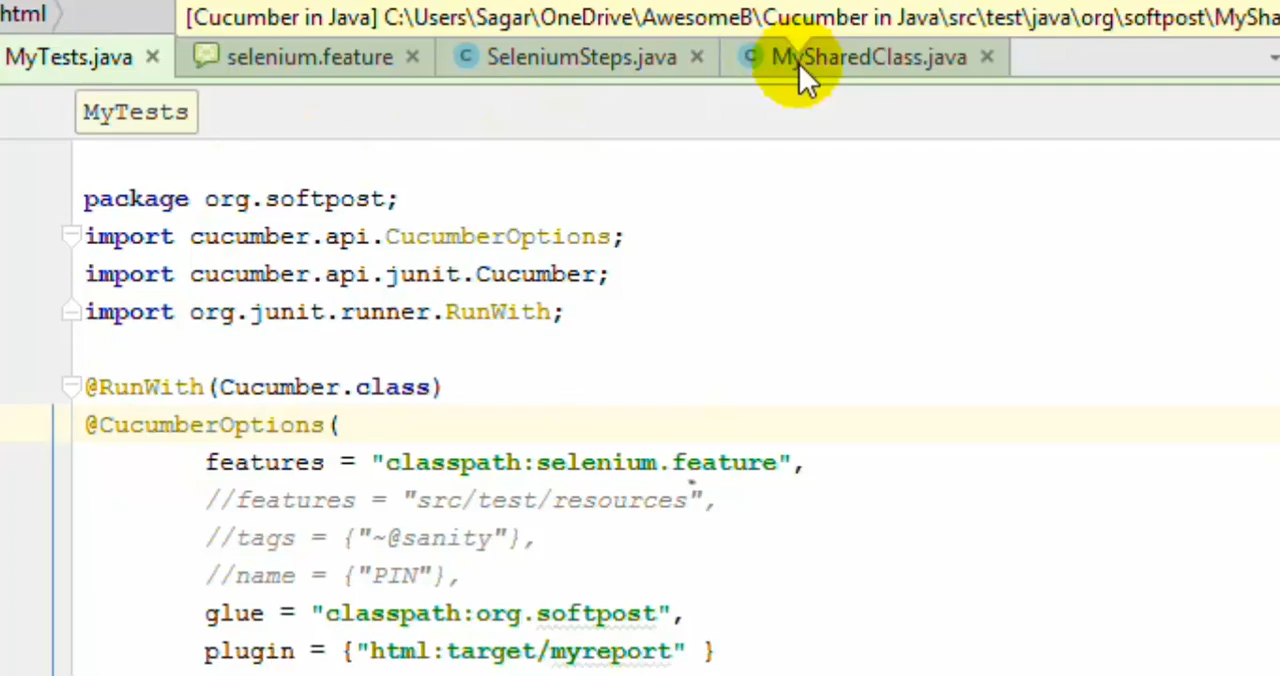 html
[Cucumber in Java] C:\Users\Sagar\OneDrive\AwesomeB\Cucumber in Java\src\test\java\org\softpost\MySha
MyTests.java selenium.feature SeleniumSteps.java MySharedClass.java
MyTests
package org.softpost;
import cucumber.api.CucumberOptions;
import cucumber.api.junit.Cucumber;
import org.junit.runner.RunWith;
@RunWith(Cucumber.class)
@CucumberOptions(
features = "classpath:selenium.feature",
//features = "src/test/resources",
//tags = {"~@sanity"},
//name = {"PIN"},
glue = "classpath:org.softpost",
plugin = {"html:target/myreport" }